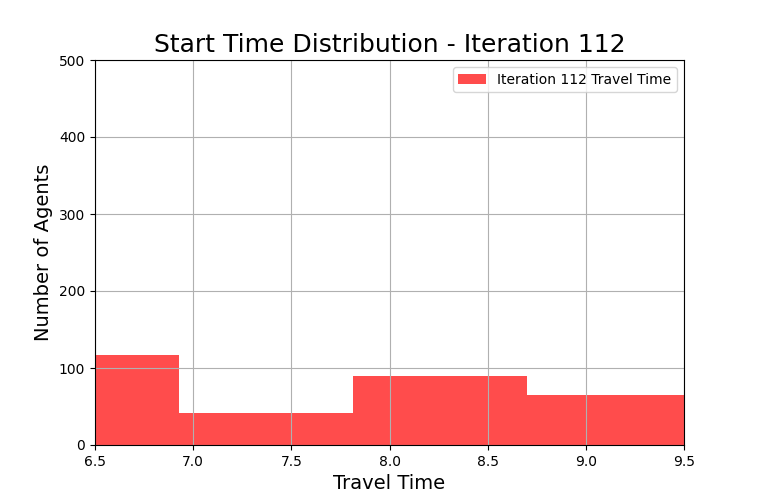 Start Time Distribution - Iteration 112
Iteration 112 Travel Time
Number of Agents
500
400
300
200
100
0
6.5 7.0 7.5 8.0 8.5 9.0 9.5
Travel Time